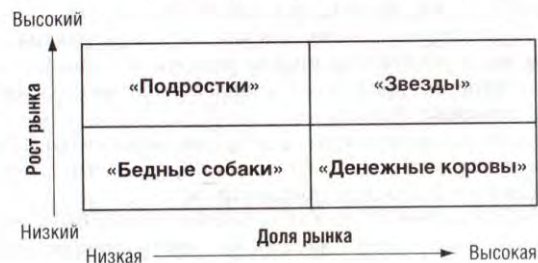 Высокий
«Подростки» «Звезды»
Рост рынка
«Бедные собаки» «Денежные коровы»
Низкий
Доля рынка
Низкая Высокая